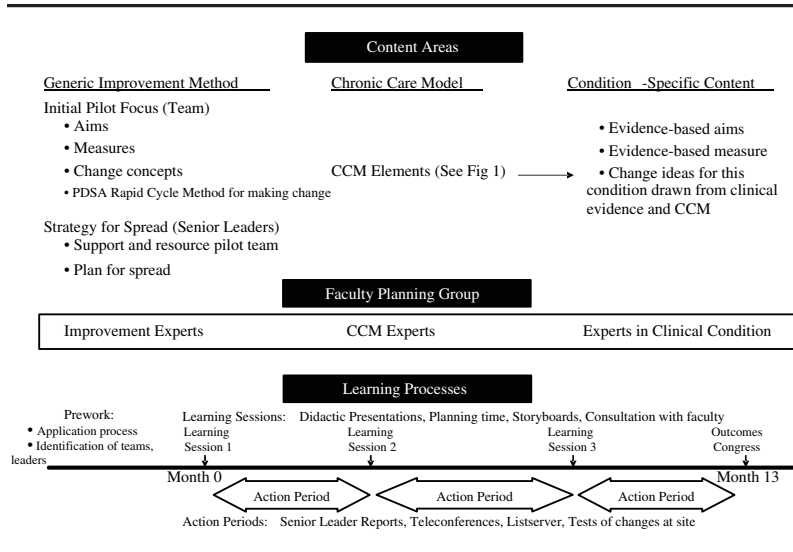 Content Areas
Generic Improvement Method
Initial Pilot Focus (Team)
• Aims
• Measures
• Change concepts
• PDSA Rapid Cycle Method for making change
Strategy for Spread (Senior Leaders)
• Support and resource pilot team
• Plan for spread
Chronic Care Model
CCM Elements (See Fig 1)
Condition -Specific Content
• Evidence-based aims
• Evidence-based measure
• Change ideas for this
condition drawn from clinical
evidence and CCM
Faculty Planning Group
Improvement Experts CCM Experts Experts in Clinical Condition
Learning Processes
Prework:
• Application process
• Identification of teams,
leaders
Learning Sessions: Didactic Presentations, Planning time, Storyboards, Consultation with faculty
Learning
Session 1
Learning
Session 2
Learning
Session 3
Outcomes
Congress
Month 0
Month 13
Action Period
Action Period
Action Period
Action Periods: Senior Leader Reports, Teleconferences, Listserver, Tests of changes at site